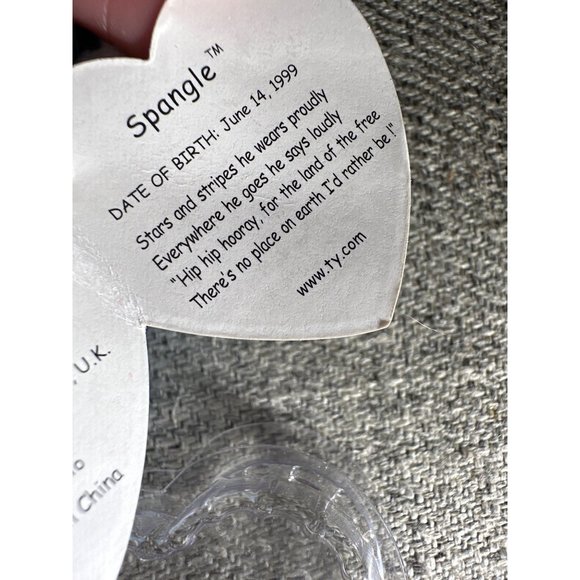 Spangle™
DATE OF BIRTH: June 14, 1999
Stars and stripes he wears proudly
Everywhere he goes he says loudly
"Hip hip hooray, for the land of the free
There's no place on earth I'd rather be!"
www.ty.com
U.K.
China